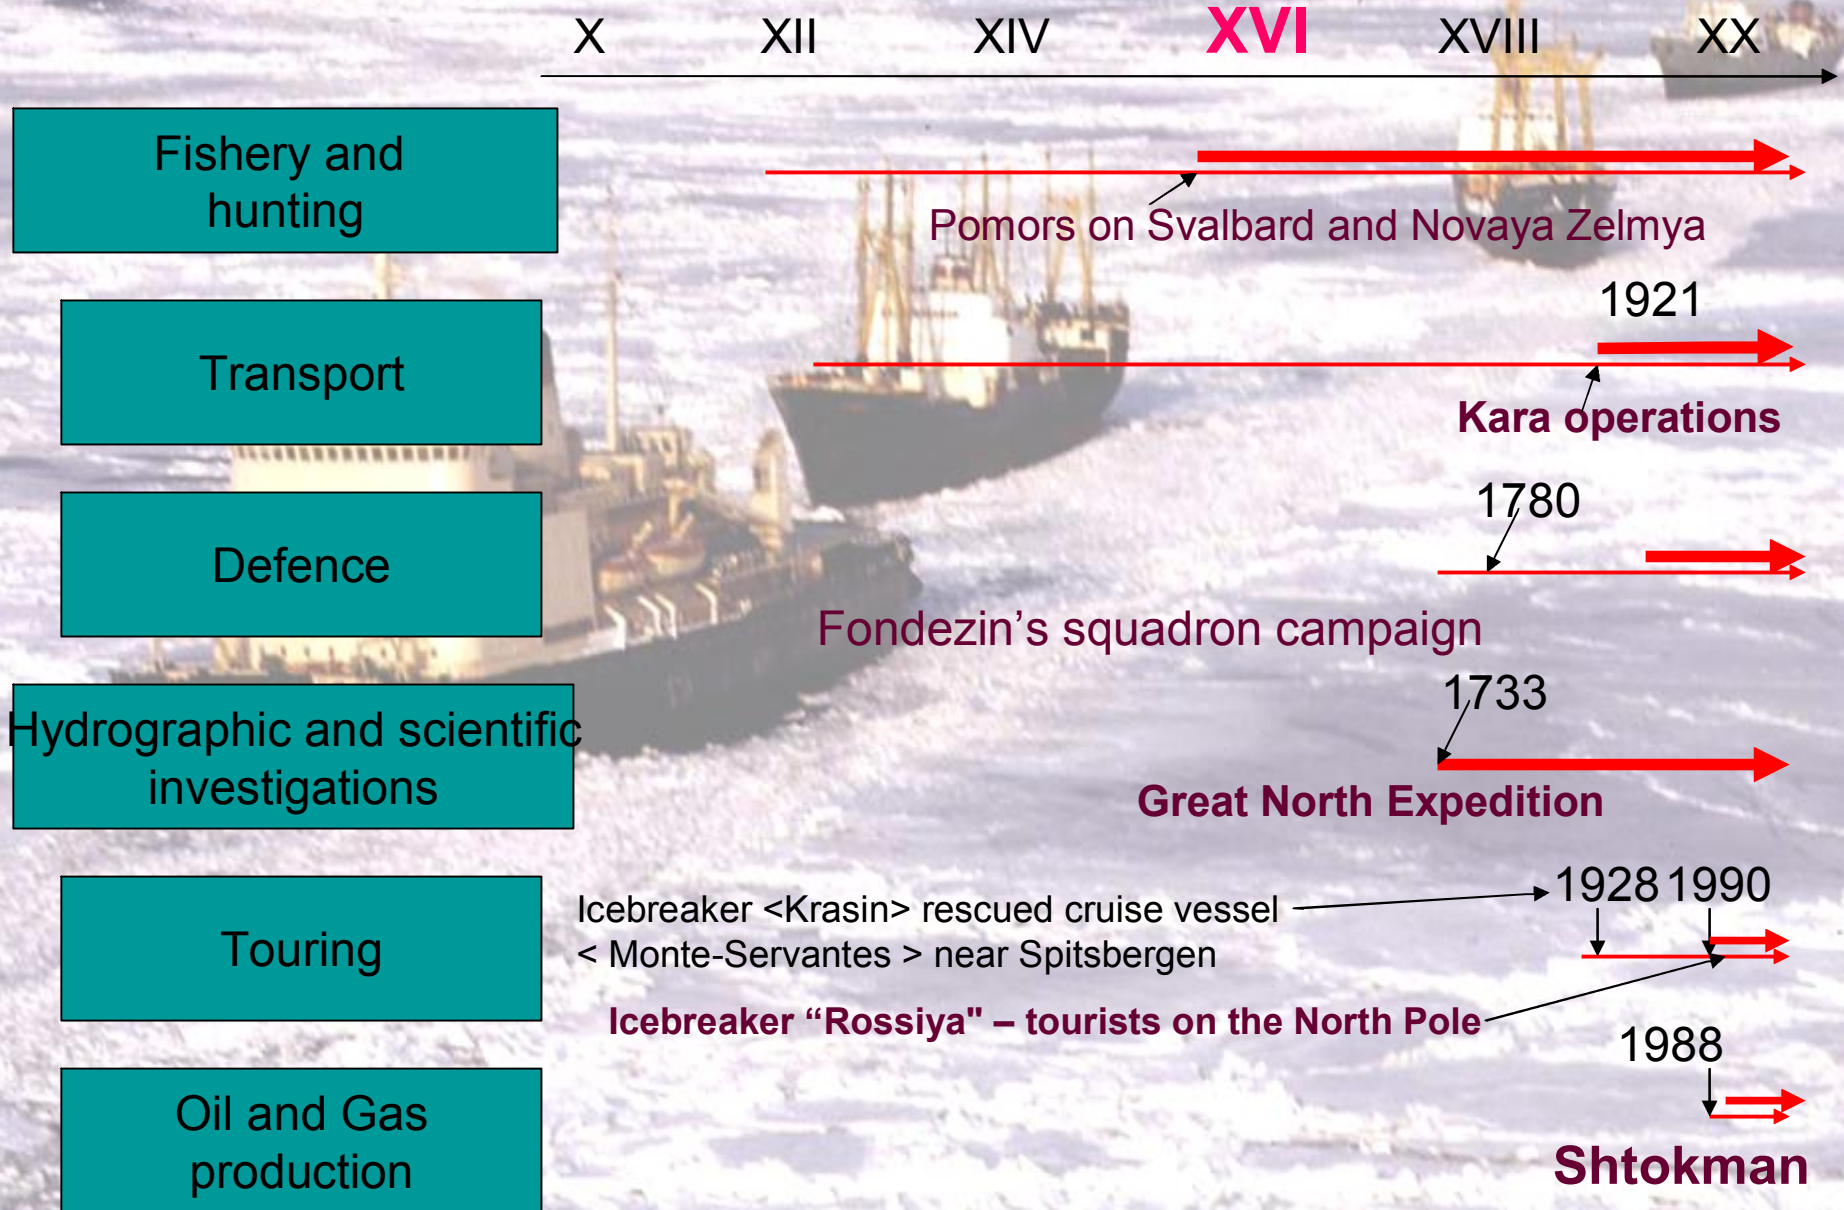 X XII XIV XVI XVIII XX
Fishery and
hunting
Pomors on Svalbard and Novaya Zelmya
1921
Transport
Kara operations
1780
Defence
Fondezin’s squadron campaign
1733
Hydrographic and scientific
investigations
Great North Expedition
1928 1990
Icebreaker <Krasin> rescued cruise vessel
< Monte-Servantes > near Spitsbergen
Touring
Icebreaker “Rossiya" – tourists on the North Pole
1988
Oil and Gas
production
Shtokman